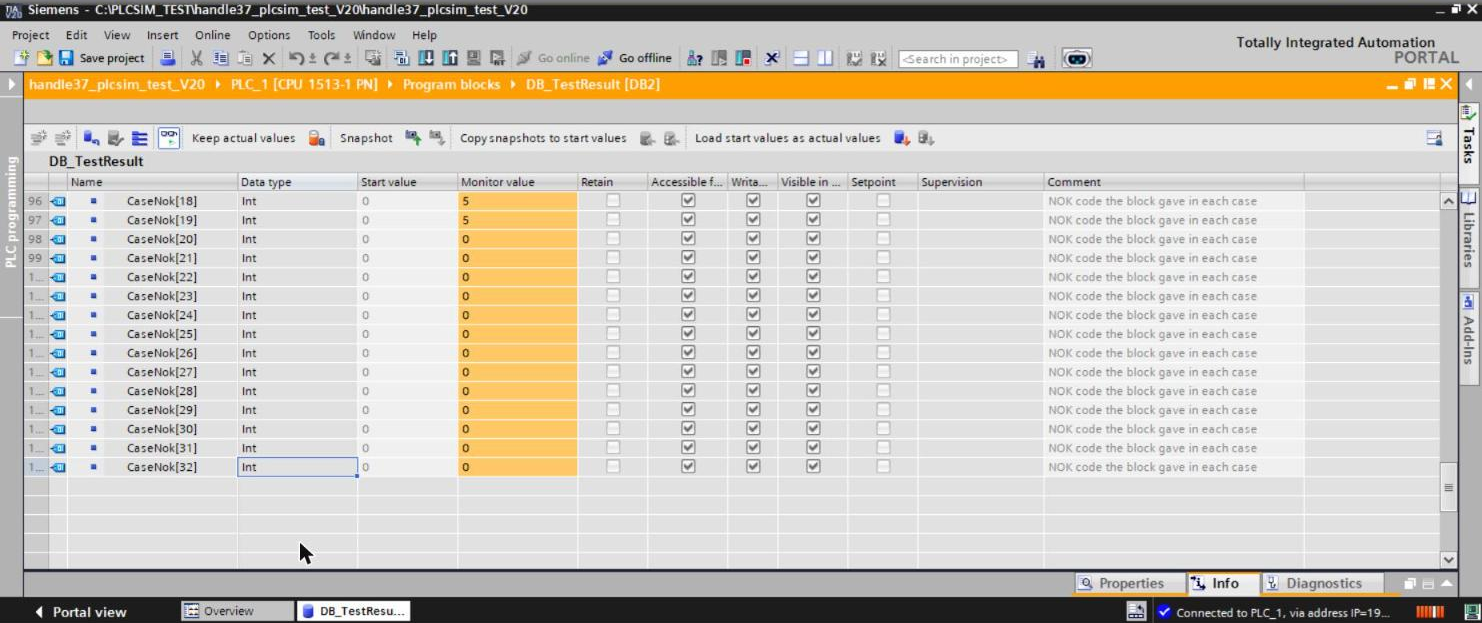 Siemens - C:\PLCSIM_TEST\handle37_plcsim_test_V20\handle37_plcsim_test_V20
Project Edit View Insert Online Options Tools Window Help
Totally Integrated Automation
PORTAL
Save project Go online Go offline <Search in project>
handle37_plcsim_test_V20 PLC_1 [CPU 1513-1 PN] Program blocks DB_TestResult [DB2]
Keep actual values Snapshot Copy snapshots to start values Load start values as actual values
DB_TestResult
Name Data type Start value Monitor value Retain Accessible f... Writa... Visible in ... Setpoint Supervision Comment
96 CaseNok[18] Int 0 5 NOK code the block gave in each case
97 CaseNok[19] Int 0 5 NOK code the block gave in each case
98 CaseNok[20] Int 0 0 NOK code the block gave in each case
99 CaseNok[21] Int 0 0 NOK code the block gave in each case
1... CaseNok[22] Int 0 0 NOK code the block gave in each case
1... CaseNok[23] Int 0 0 NOK code the block gave in each case
1... CaseNok[24] Int 0 0 NOK code the block gave in each case
1... CaseNok[25] Int 0 0 NOK code the block gave in each case
1... CaseNok[26] Int 0 0 NOK code the block gave in each case
1... CaseNok[27] Int 0 0 NOK code the block gave in each case
1... CaseNok[28] Int 0 0 NOK code the block gave in each case
1... CaseNok[29] Int 0 0 NOK code the block gave in each case
1... CaseNok[30] Int 0 0 NOK code the block gave in each case
1... CaseNok[31] Int 0 0 NOK code the block gave in each case
1... CaseNok[32] Int 0 0 NOK code the block gave in each case
PLC programming
Tasks
Libraries
Add-Ins
Properties Info Diagnostics
Portal view Overview DB_TestResu... Connected to PLC_1, via address IP=19...